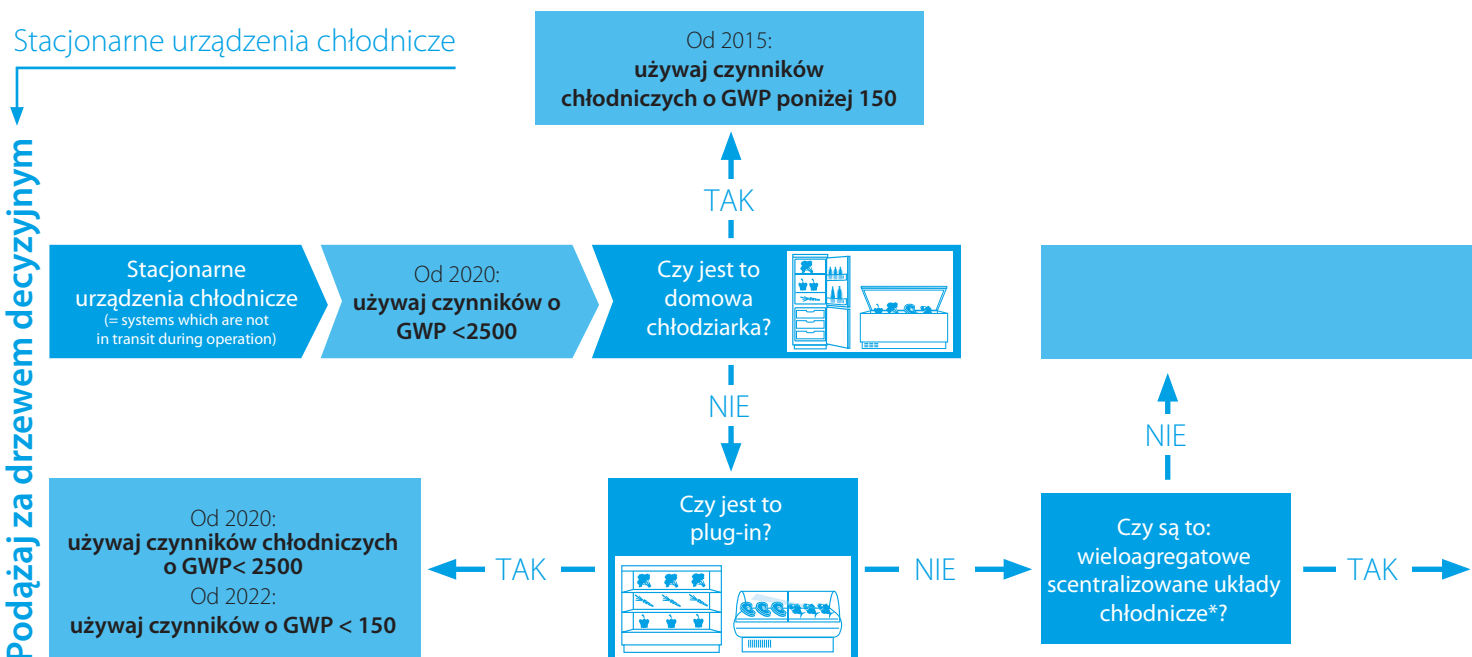 Stacjonarne urządzenia chłodnicze
Podążaj za drzewem decyzyjnym
Od 2015:
używaj czynników
chłodniczych o GWP poniżej 150
TAK
Stacjonarne
urządzenia chłodnicze
(= systems which are not
in transit during operation)
Od 2020:
używaj czynników o
GWP <2500
Czy jest to
domowa
chłodziarka?
NIE
NIE
Od 2020:
używaj czynników chłodniczych
o GWP< 2500
Od 2022:
używaj czynników o GWP < 150
TAK
Czy jest to
plug-in?
NIE
Czy są to:
wieloagregatowe
scentralizowane układy
chłodnicze*?
TAK